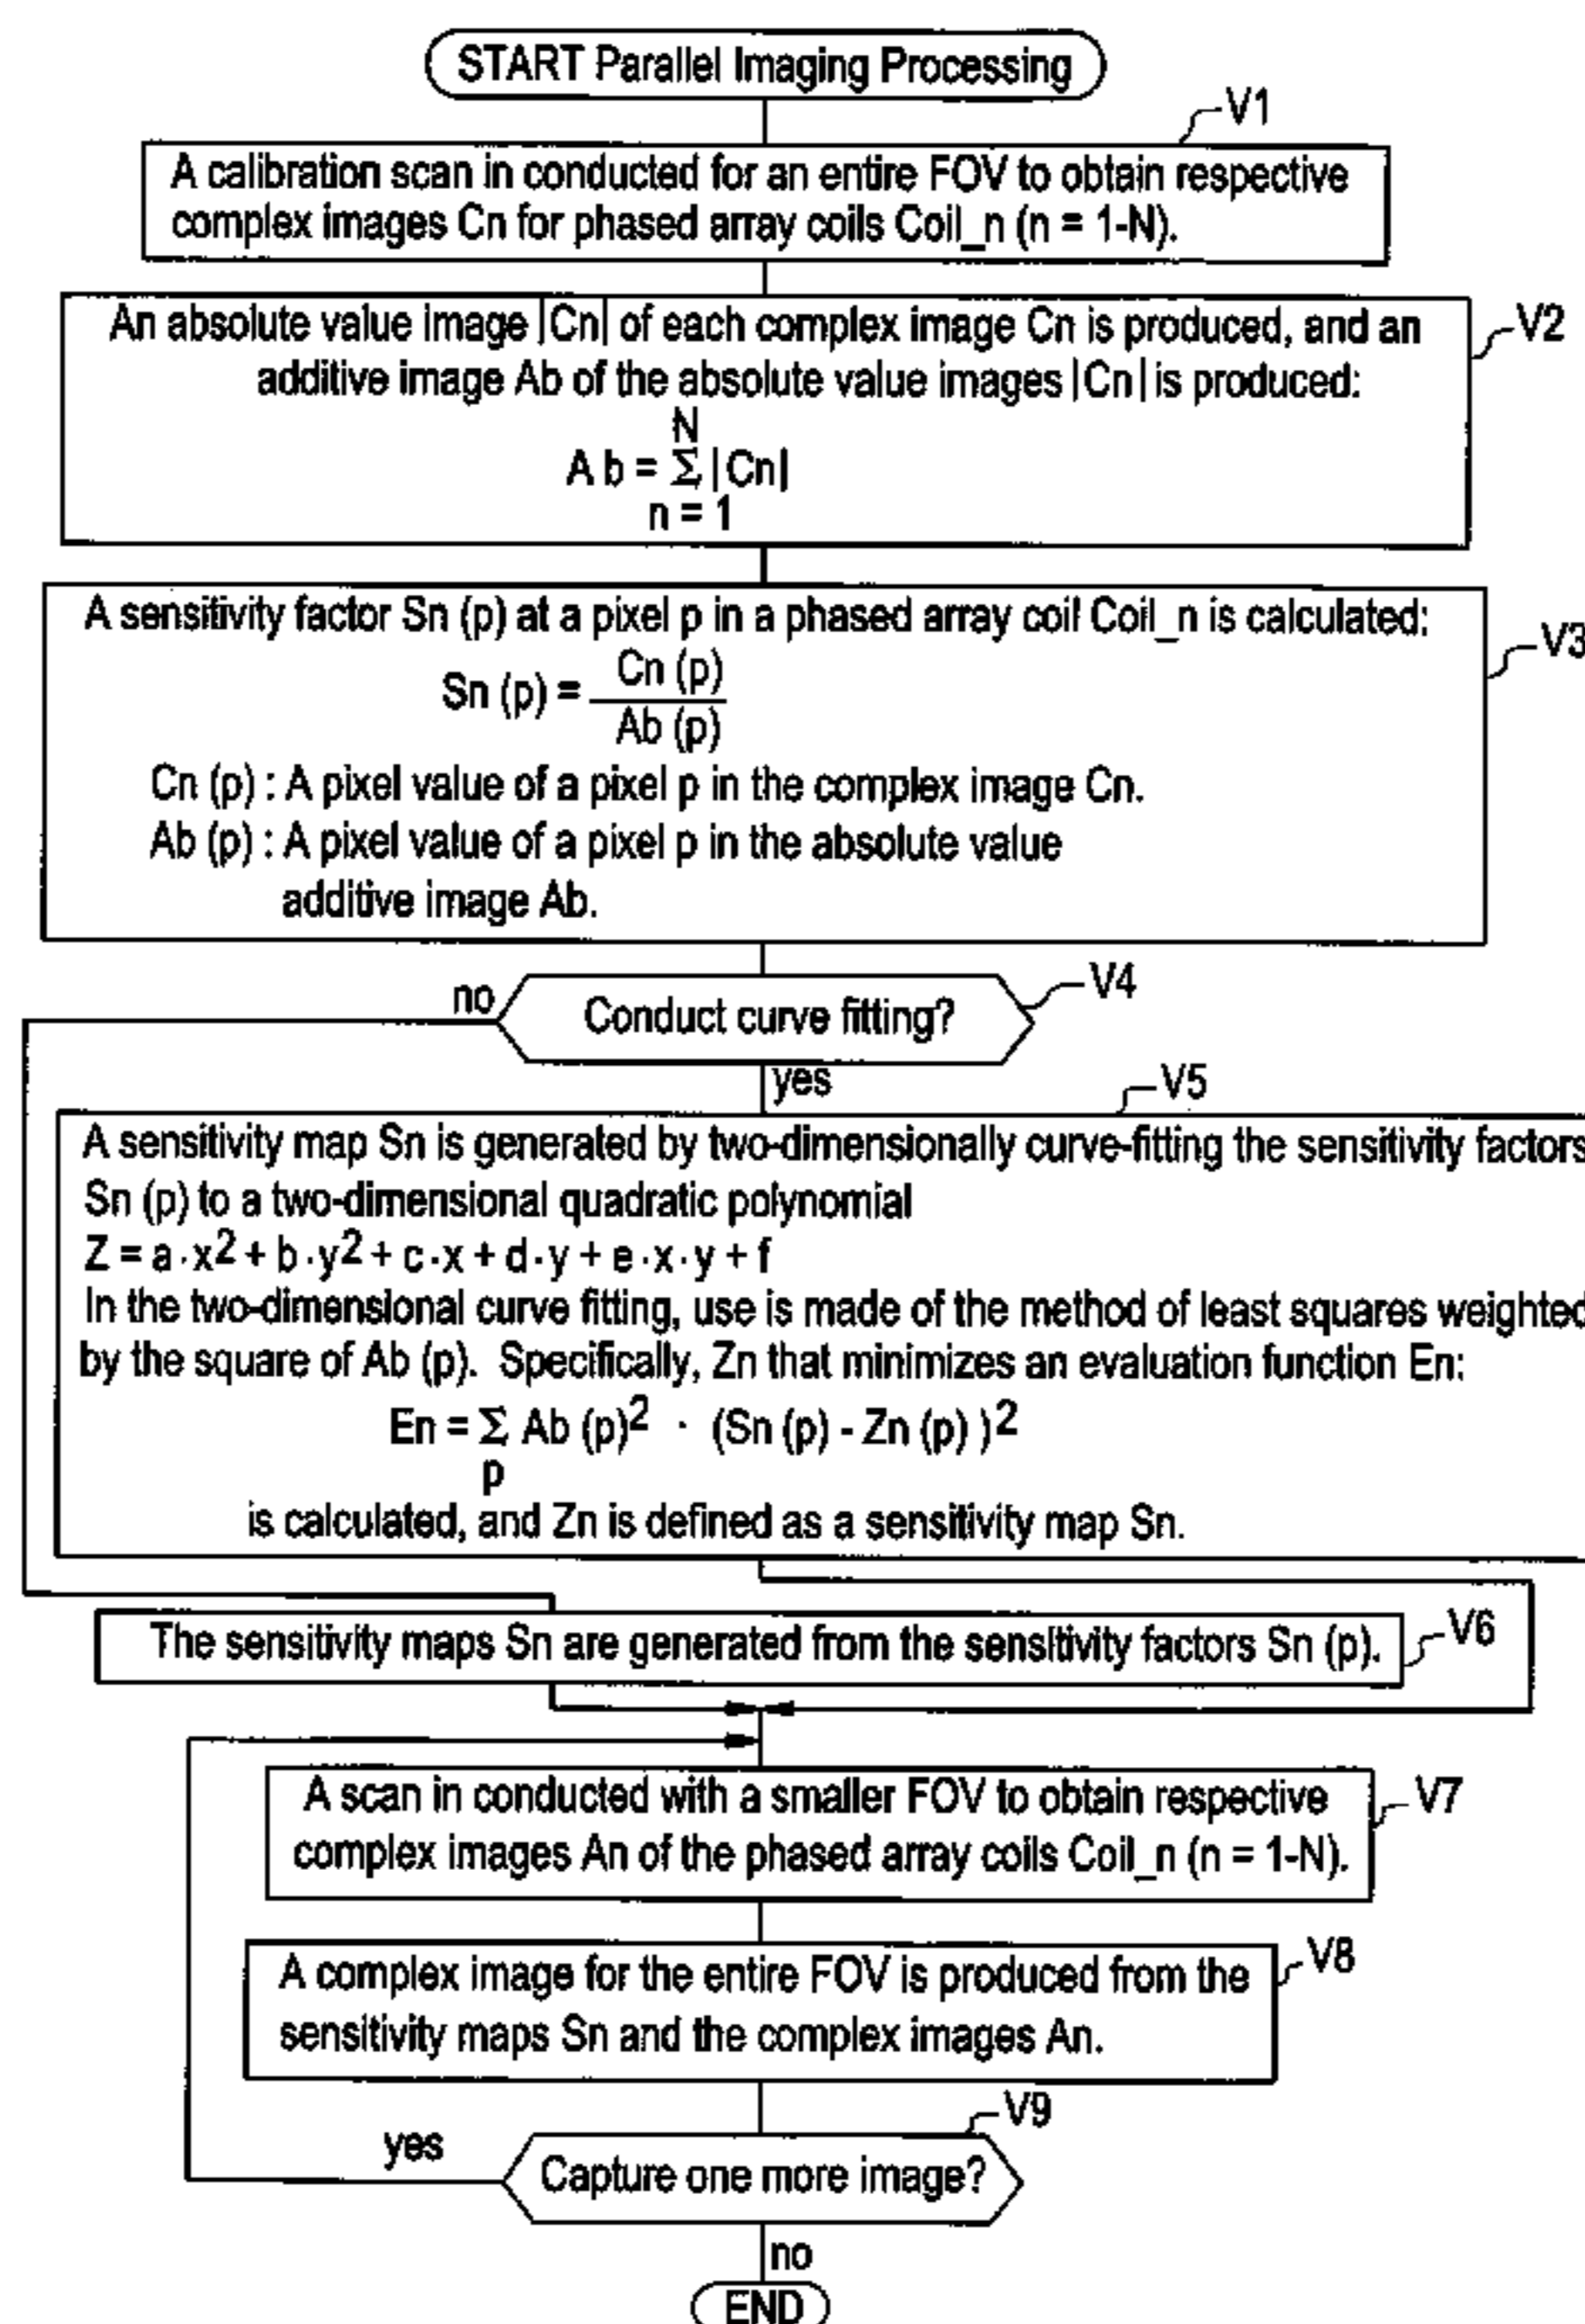 START Parallel Imaging Processing
V1
A calibration scan in conducted for an entire FOV to obtain respective
complex images Cn for phased array coils Coil_n (n = 1-N).
V2
An absolute value image |Cn| of each complex image Cn is produced, and an
additive image Ab of the absolute value images |Cn| is produced:
N
A b = Σ |Cn|
n = 1
V3
A sensitivity factor Sn (p) at a pixel p in a phased array coil Coil_n is calculated:
Cn (p)
Sn (p) =
Ab (p)
Cn (p) : A pixel value of a pixel p in the complex image Cn.
Ab (p) : A pixel value of a pixel p in the absolute value
additive image Ab.
V4
no
Conduct curve fitting?
yes
V5
A sensitivity map Sn is generated by two-dimensionally curve-fitting the sensitivity factors
Sn (p) to a two-dimensional quadratic polynomial
Z = a · x² + b · y² + c · x + d · y + e · x · y + f
In the two-dimensional curve fitting, use is made of the method of least squares weighted
by the square of Ab (p). Specifically, Zn that minimizes an evaluation function En:
En = Σ Ab (p)² · (Sn (p) - Zn (p) )²
p
is calculated, and Zn is defined as a sensitivity map Sn.
The sensitivity maps Sn are generated from the sensitivity factors Sn (p).
V6
A scan in conducted with a smaller FOV to obtain respective
complex images An of the phased array coils Coil_n (n = 1-N).
V7
A complex image for the entire FOV is produced from the
sensitivity maps Sn and the complex images An.
V8
V9
yes
Capture one more image?
no
END